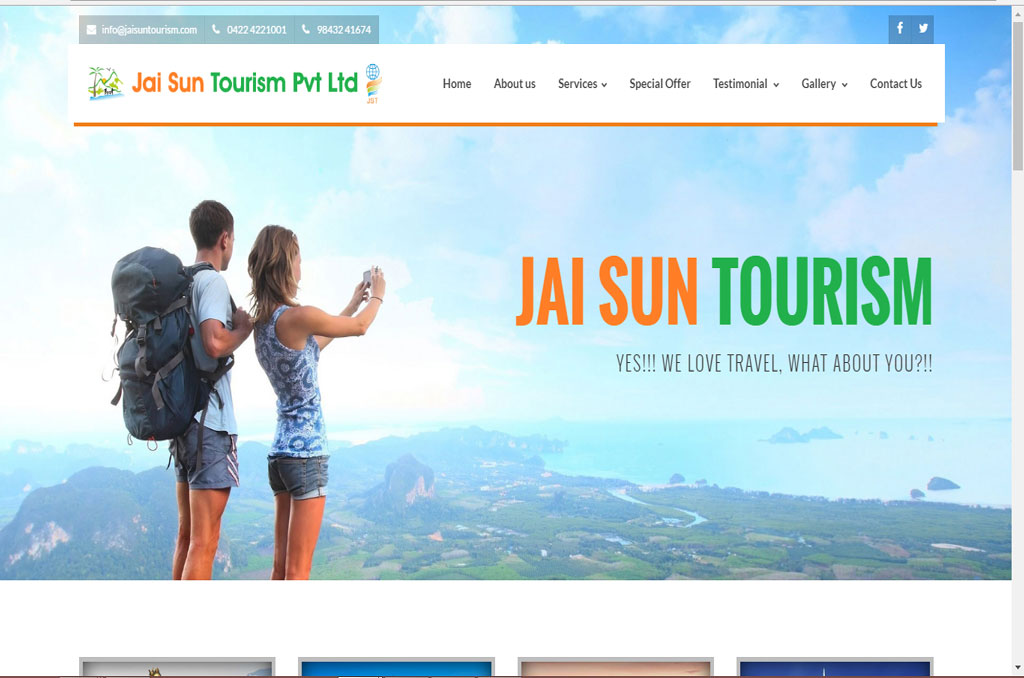 info@jaisuntourism.com 0422 4221001 98432 41674
Jai Sun Tourism Pvt Ltd JST
Home About us Services Special Offer Testimonial Gallery Contact Us
JAI SUN TOURISM
YES!!! WE LOVE TRAVEL, WHAT ABOUT YOU?!!